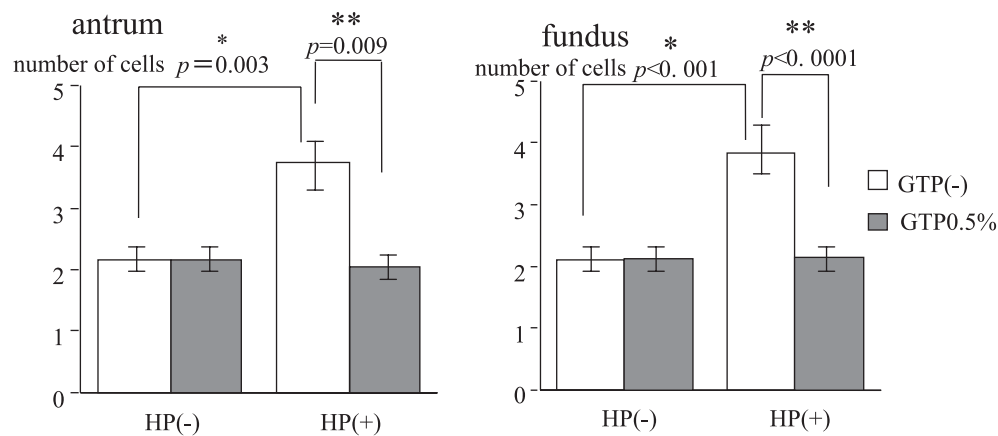 antrum
*
**
number of cells p=0.003
p=0.009
5
4
3
2
1
0
HP(-)
HP(+)
fundus
*
**
number of cells p<0. 001
p<0. 0001
5
4
3
2
1
0
HP(-)
HP(+)
GTP(-)
GTP0.5%